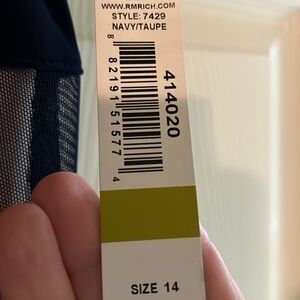 WWW.RMRICH.COM
STYLE: 7429
NAVY/TAUPE
8 82191 51577 4
414020
SIZE 14